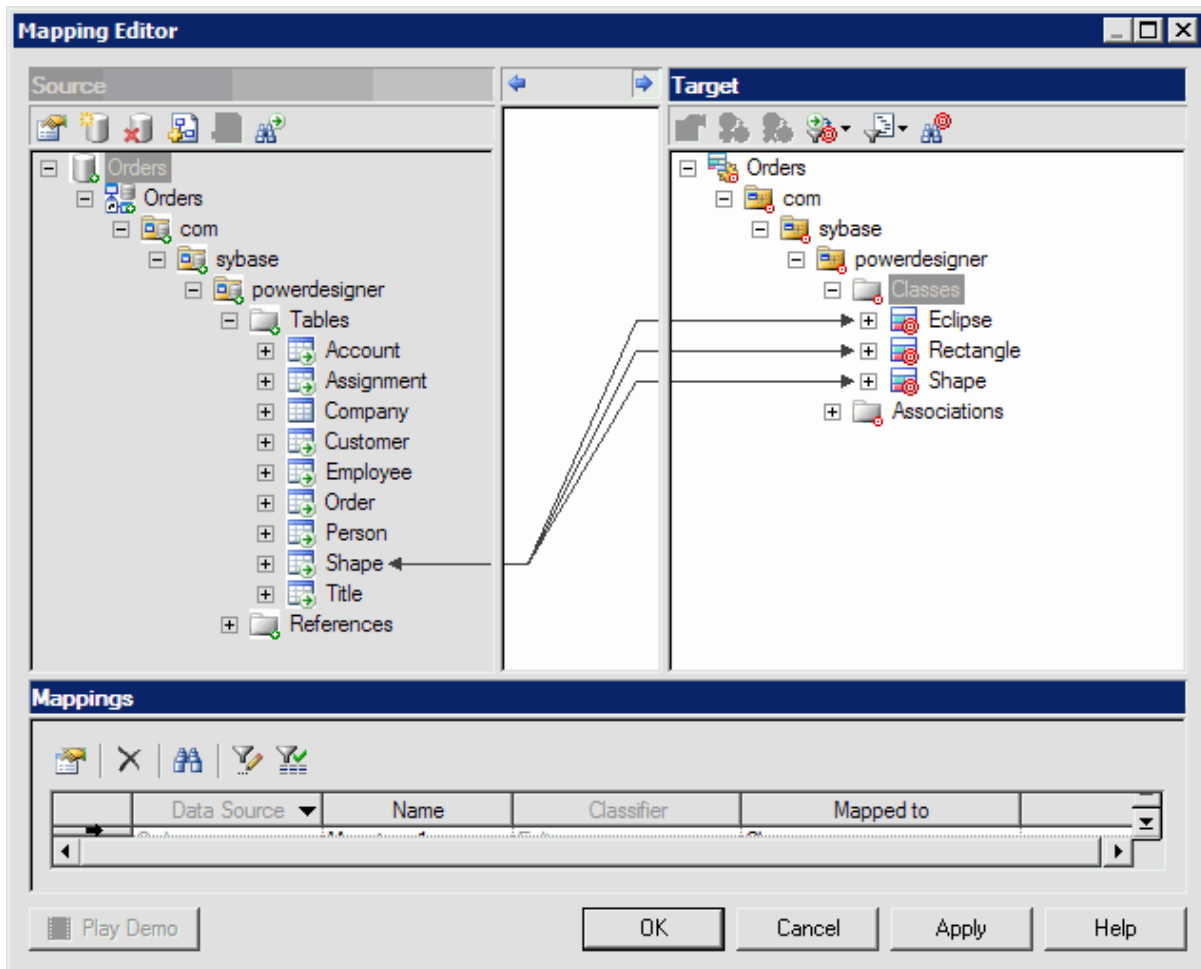 Mapping Editor
Source
Target
Orders
Orders
com
sybase
powerdesigner
Tables
Account
Assignment
Company
Customer
Employee
Order
Person
Shape
Title
References
Orders
com
sybase
powerdesigner
Classes
Eclipse
Rectangle
Shape
Associations
Mappings
Data Source Name Classifier Mapped to
Play Demo OK Cancel Apply Help